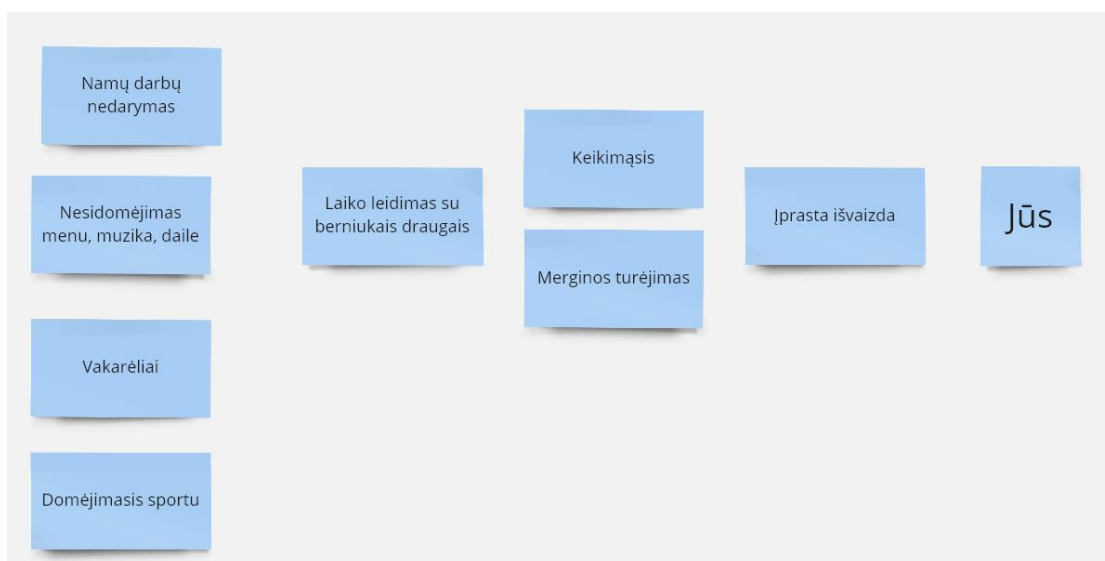 Namų darbų
nedarymas
Nesidomėjimas
menu, muzika, daile
Vakarėliai
Domėjimasis sportu
Laiko leidimas su
berniukais draugais
Keikimąsis
Merginos turėjimas
Įprasta išvaizda
Jūs